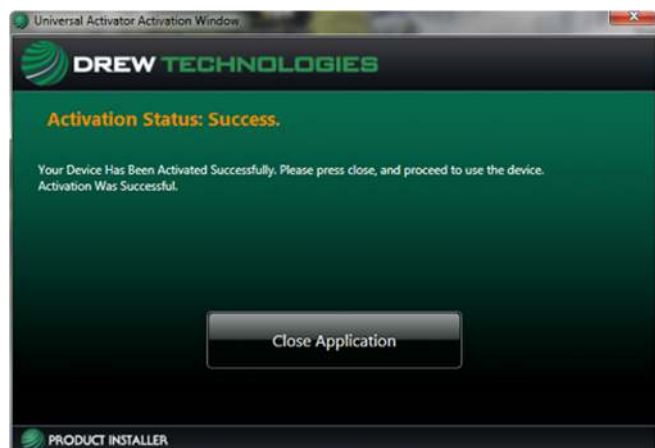 Universal Activator Activation Window
DREW TECHNOLOGIES
Activation Status: Success.
Your Device Has Been Activated Successfully. Please press close, and proceed to use the device.
Activation Was Successful.
Close Application
PRODUCT INSTALLER